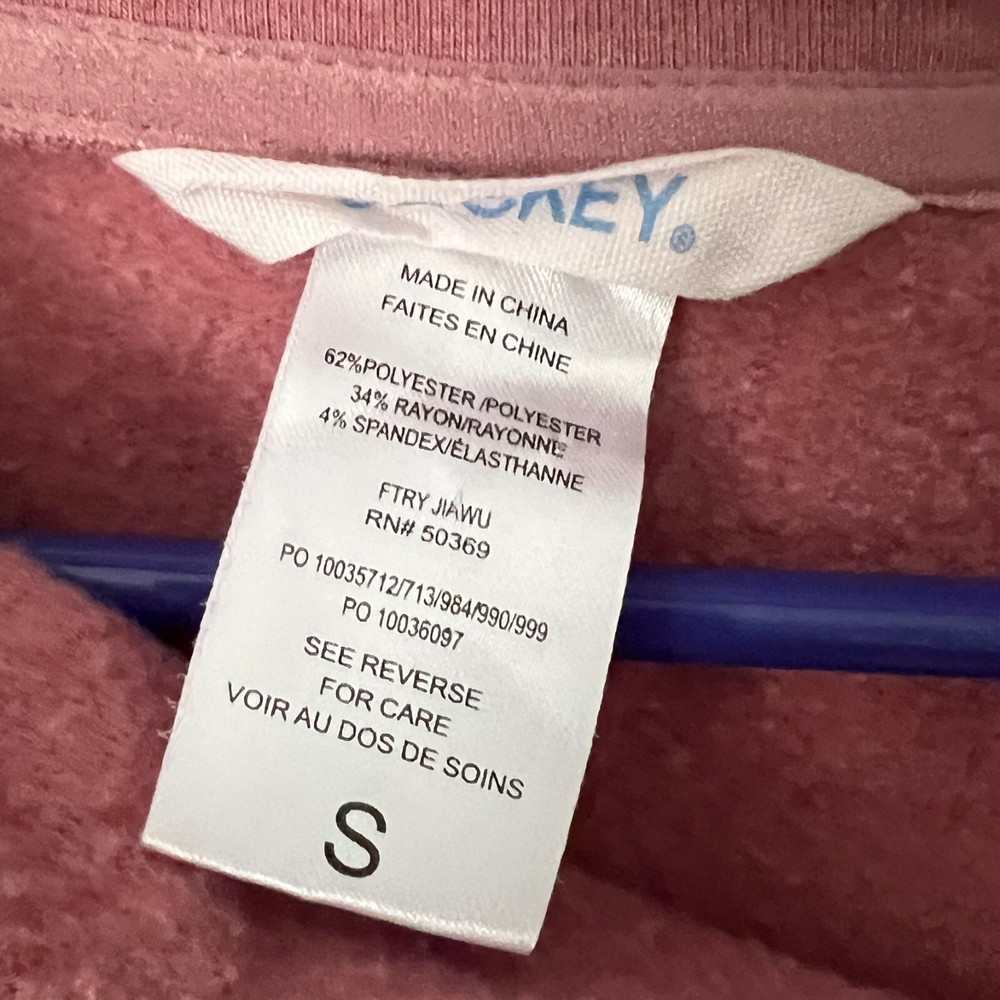 CKEY®
MADE IN CHINA
FAITES EN CHINE
62%POLYESTER /POLYESTER
34% RAYON/RAYONNE
4% SPANDEX/ÉLASTHANNE
FTRY JIAWU
RN# 50369
PO 10035712/713/984/990/999
PO 10036097
SEE REVERSE
FOR CARE
VOIR AU DOS DE SOINS
S